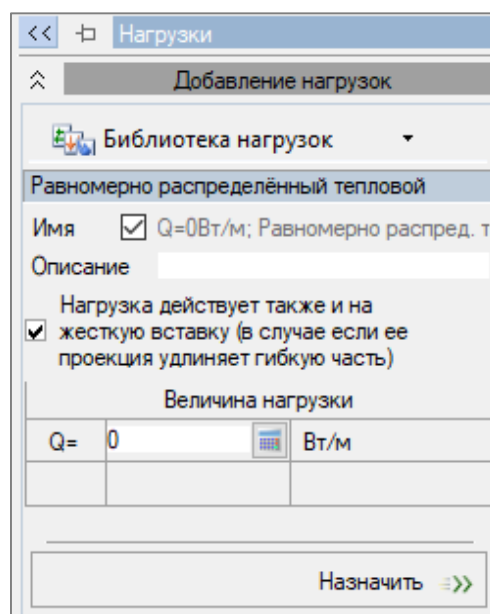 << Нагрузки
Добавление нагрузок
Библиотека нагрузок
Равномерно распределённый тепловой
Имя Q=0Вт/м; Равномерно распред. т
Описание
Нагрузка действует также и на
жесткую вставку (в случае если ее
проекция удлиняет гибкую часть)
Величина нагрузки
Q= 0 Вт/м
Назначить